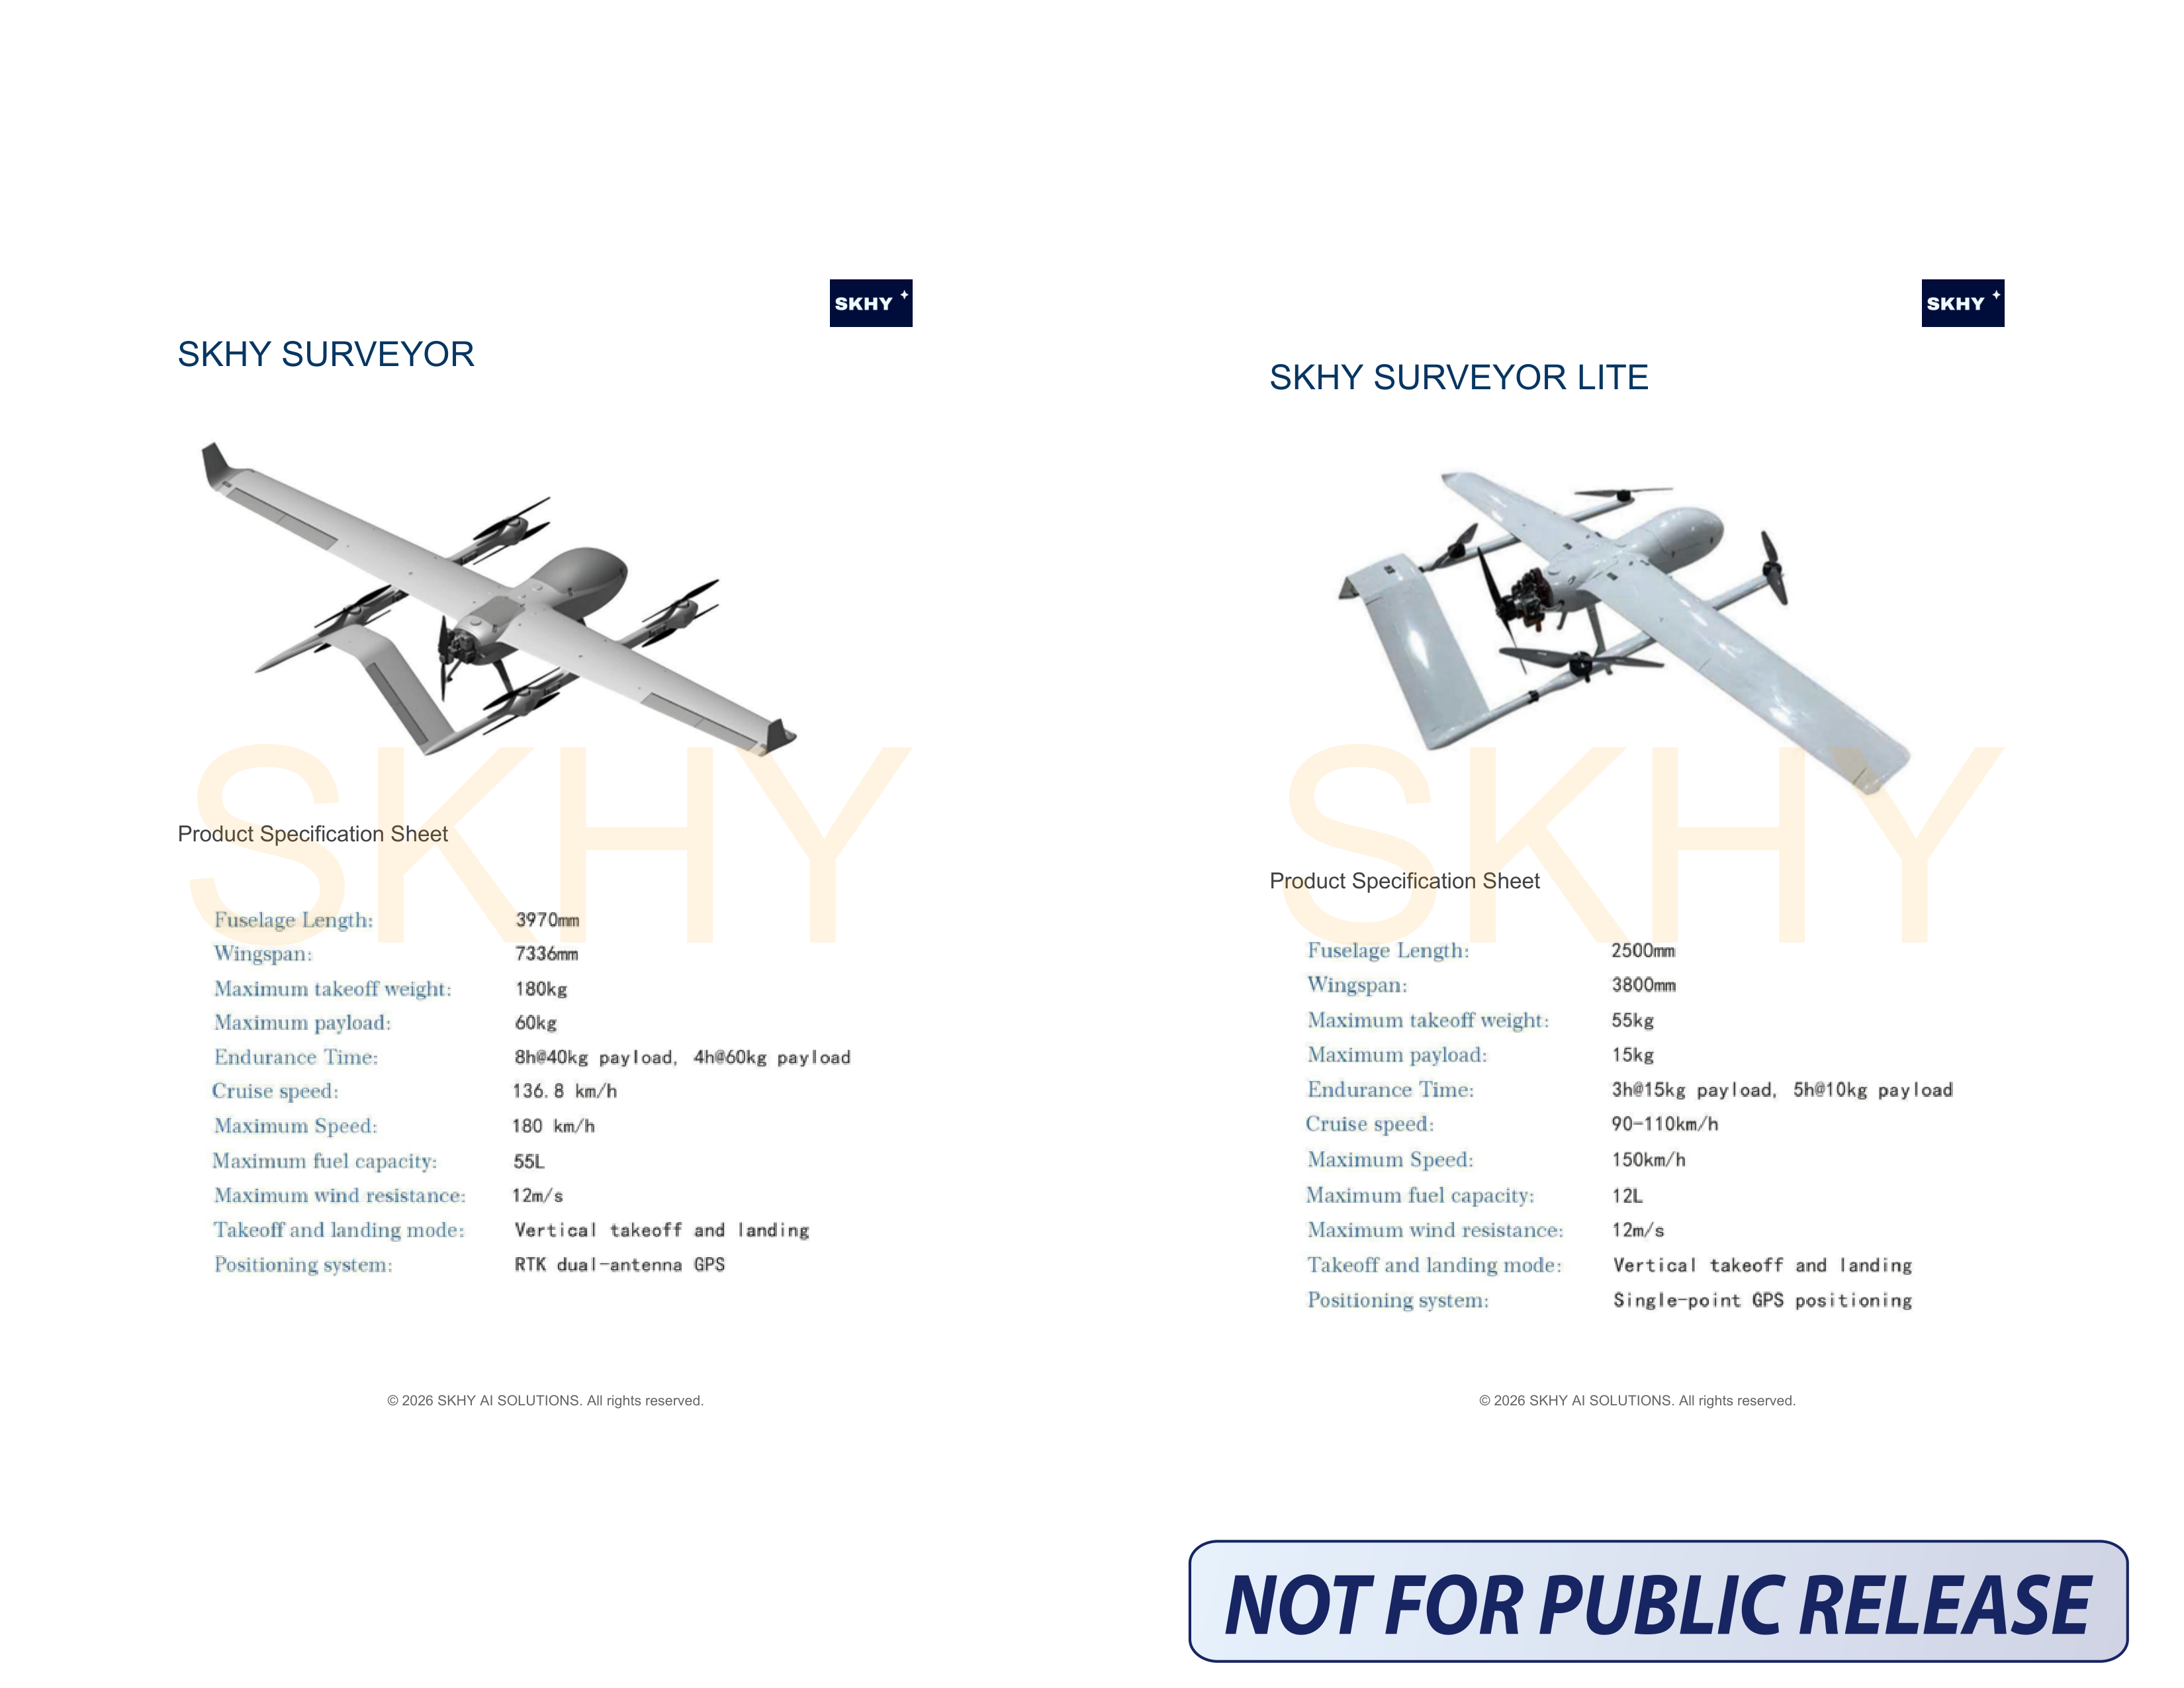 SKHY
SKHY SURVEYOR
SKHY
Product Specification Sheet
Fuselage Length: 3970mm
Wingspan: 7336mm
Maximum takeoff weight: 180kg
Maximum payload: 60kg
Endurance Time: 8h@40kg payload, 4h@60kg payload
Cruise speed: 136.8 km/h
Maximum Speed: 180 km/h
Maximum fuel capacity: 55L
Maximum wind resistance: 12m/s
Takeoff and landing mode: Vertical takeoff and landing
Positioning system: RTK dual-antenna GPS
© 2026 SKHY AI SOLUTIONS. All rights reserved.
SKHY
SKHY SURVEYOR LITE
SKHY
Product Specification Sheet
Fuselage Length: 2500mm
Wingspan: 3800mm
Maximum takeoff weight: 55kg
Maximum payload: 15kg
Endurance Time: 3h@15kg payload, 5h@10kg payload
Cruise speed: 90-110km/h
Maximum Speed: 150km/h
Maximum fuel capacity: 12L
Maximum wind resistance: 12m/s
Takeoff and landing mode: Vertical takeoff and landing
Positioning system: Single-point GPS positioning
© 2026 SKHY AI SOLUTIONS. All rights reserved.
NOT FOR PUBLIC RELEASE